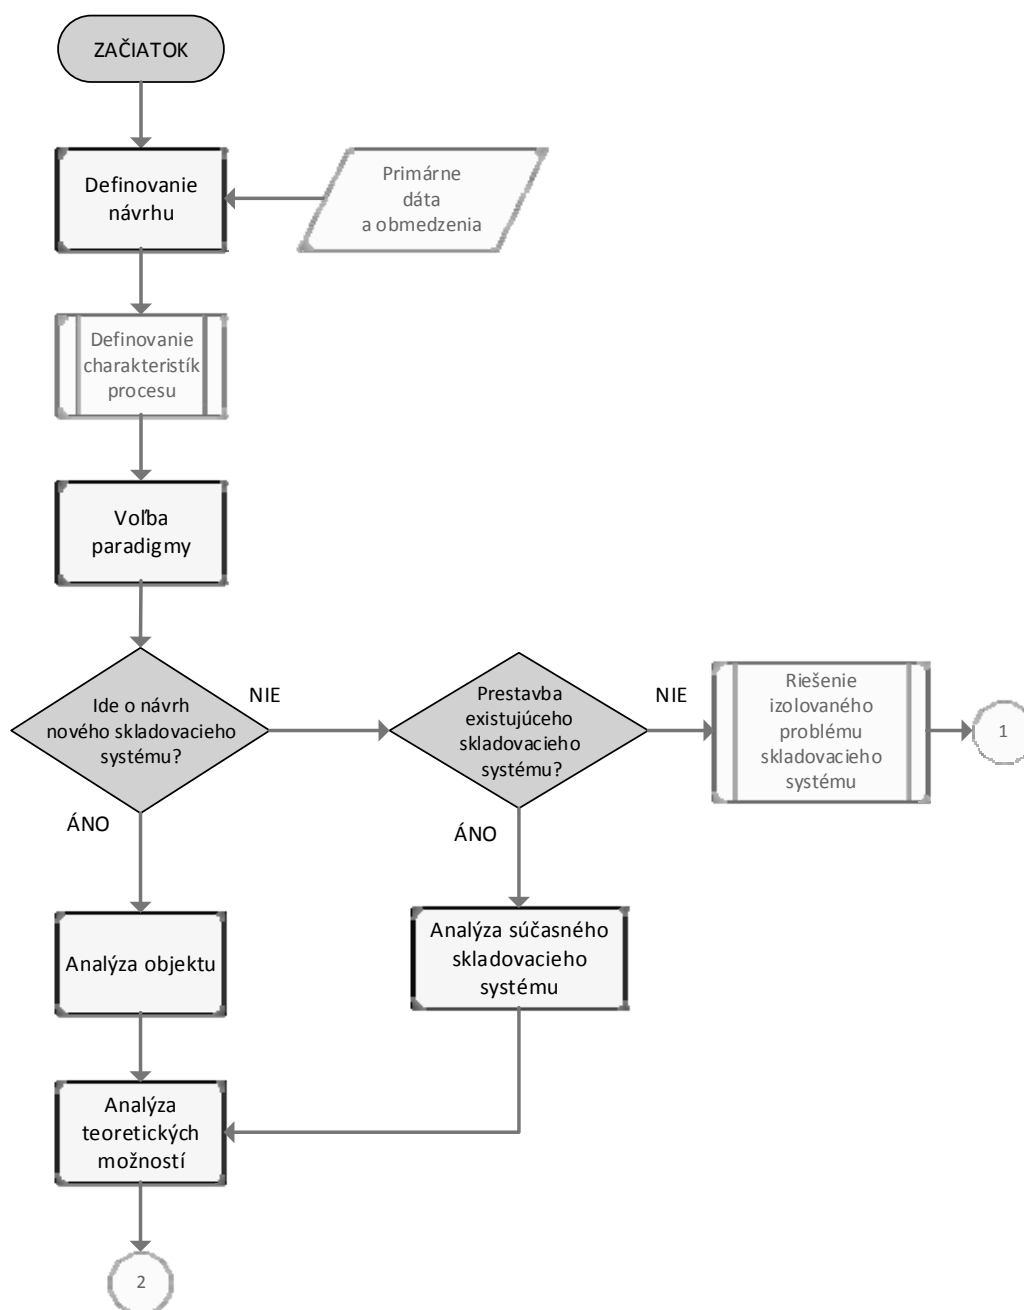 ZAČIATOK
Definovanie
návrhu
Primárne
dáta
a obmedzenia
Definovanie
charakteristík
procesu
Voľba
paradigmy
Ide o návrh
nového skladovacieho
systému?
NIE
Prestavba
existujúceho
skladovacieho
systému?
NIE
Riešenie
izolovaného
problému
skladovacieho
systému
1
ÁNO
ÁNO
Analýza objektu
Analýza súčasného
skladovacieho
systému
Analýza
teoretických
možností
2